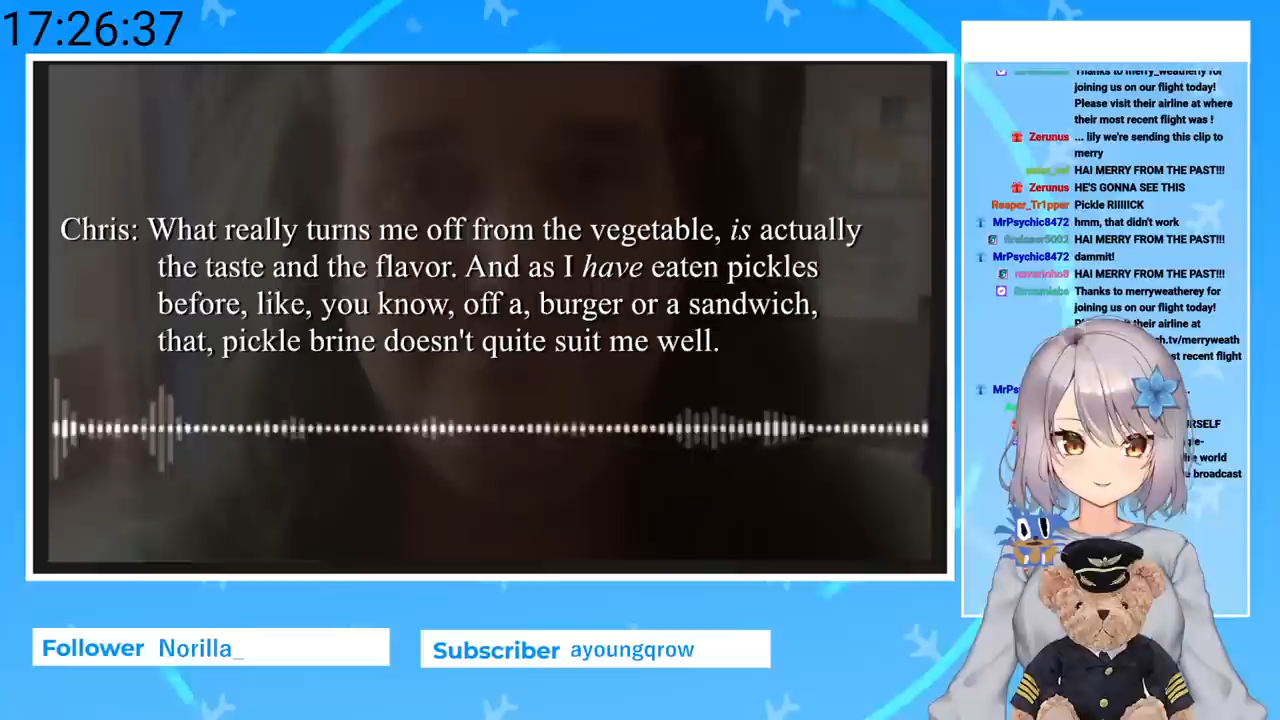 17:26:37
Chris: What really turns me off from the vegetable, is actually
the taste and the flavor. And as I have eaten pickles
before, like, you know, off a, burger or a sandwich,
that, pickle brine doesn't quite suit me well.
Follower Norilla_
Subscriber ayoungqrow
Thanks to merry_weatherly for
joining us on our flight today!
Please visit their airline at where
their most recent flight was !
Zerunus ... lily we're sending this clip to
merry
HAI MERRY FROM THE PAST!!!
Zerunus HE'S GONNA SEE THIS
Reaper_Tr1pper Pickle RIIIIICK
MrPsychic8472 hmm, that didn't work
HAI MERRY FROM THE PAST!!!
MrPsychic8472 dammit!
HAI MERRY FROM THE PAST!!!
Thanks to merryweatherey for
joining us on our flight today!
their airline at
st recent flight
MrPs
world
broadcast